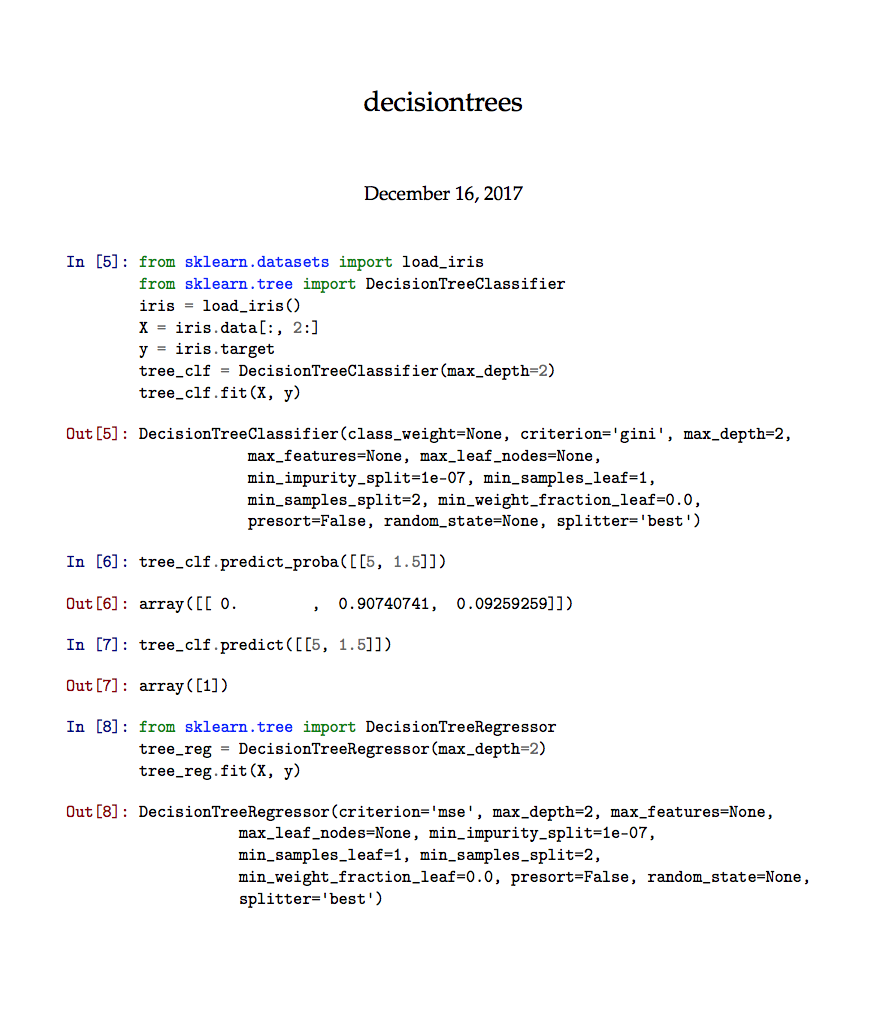 decisiontrees
December 16, 2017
In [5]: from sklearn.datasets import load_iris
        from sklearn.tree import DecisionTreeClassifier
        iris = load_iris()
        X = iris.data[:, 2:]
        y = iris.target
        tree_clf = DecisionTreeClassifier(max_depth=2)
        tree_clf.fit(X, y)
Out[5]: DecisionTreeClassifier(class_weight=None, criterion='gini', max_depth=2,
                    max_features=None, max_leaf_nodes=None,
                    min_impurity_split=1e-07, min_samples_leaf=1,
                    min_samples_split=2, min_weight_fraction_leaf=0.0,
                    presort=False, random_state=None, splitter='best')
In [6]: tree_clf.predict_proba([[5, 1.5]])
Out[6]: array([[ 0.        ,  0.90740741,  0.09259259]])
In [7]: tree_clf.predict([[5, 1.5]])
Out[7]: array([1])
In [8]: from sklearn.tree import DecisionTreeRegressor
        tree_reg = DecisionTreeRegressor(max_depth=2)
        tree_reg.fit(X, y)
Out[8]: DecisionTreeRegressor(criterion='mse', max_depth=2, max_features=None,
                   max_leaf_nodes=None, min_impurity_split=1e-07,
                   min_samples_leaf=1, min_samples_split=2,
                   min_weight_fraction_leaf=0.0, presort=False, random_state=None,
                   splitter='best')